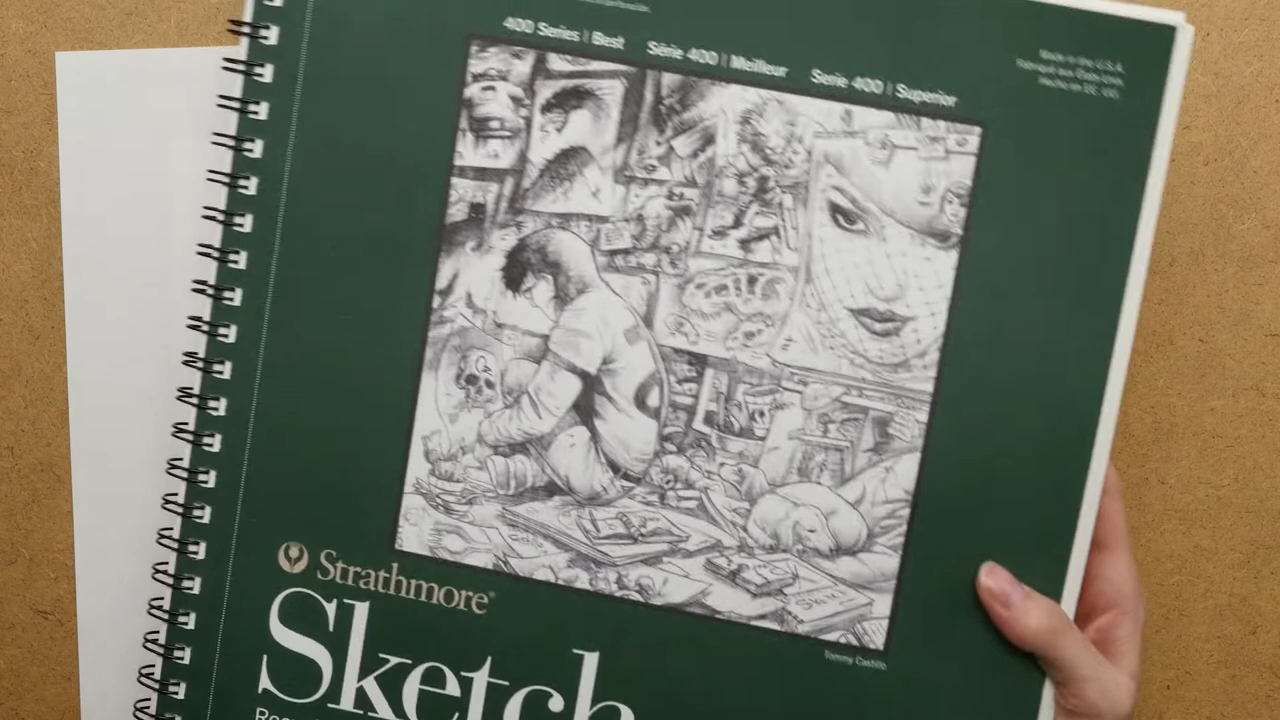 400 Series | Best Série 400 | Meilleur Serie 400 | Superior
Made in the U.S.A.
Strathmore®
Sketch
Tommy Castillo